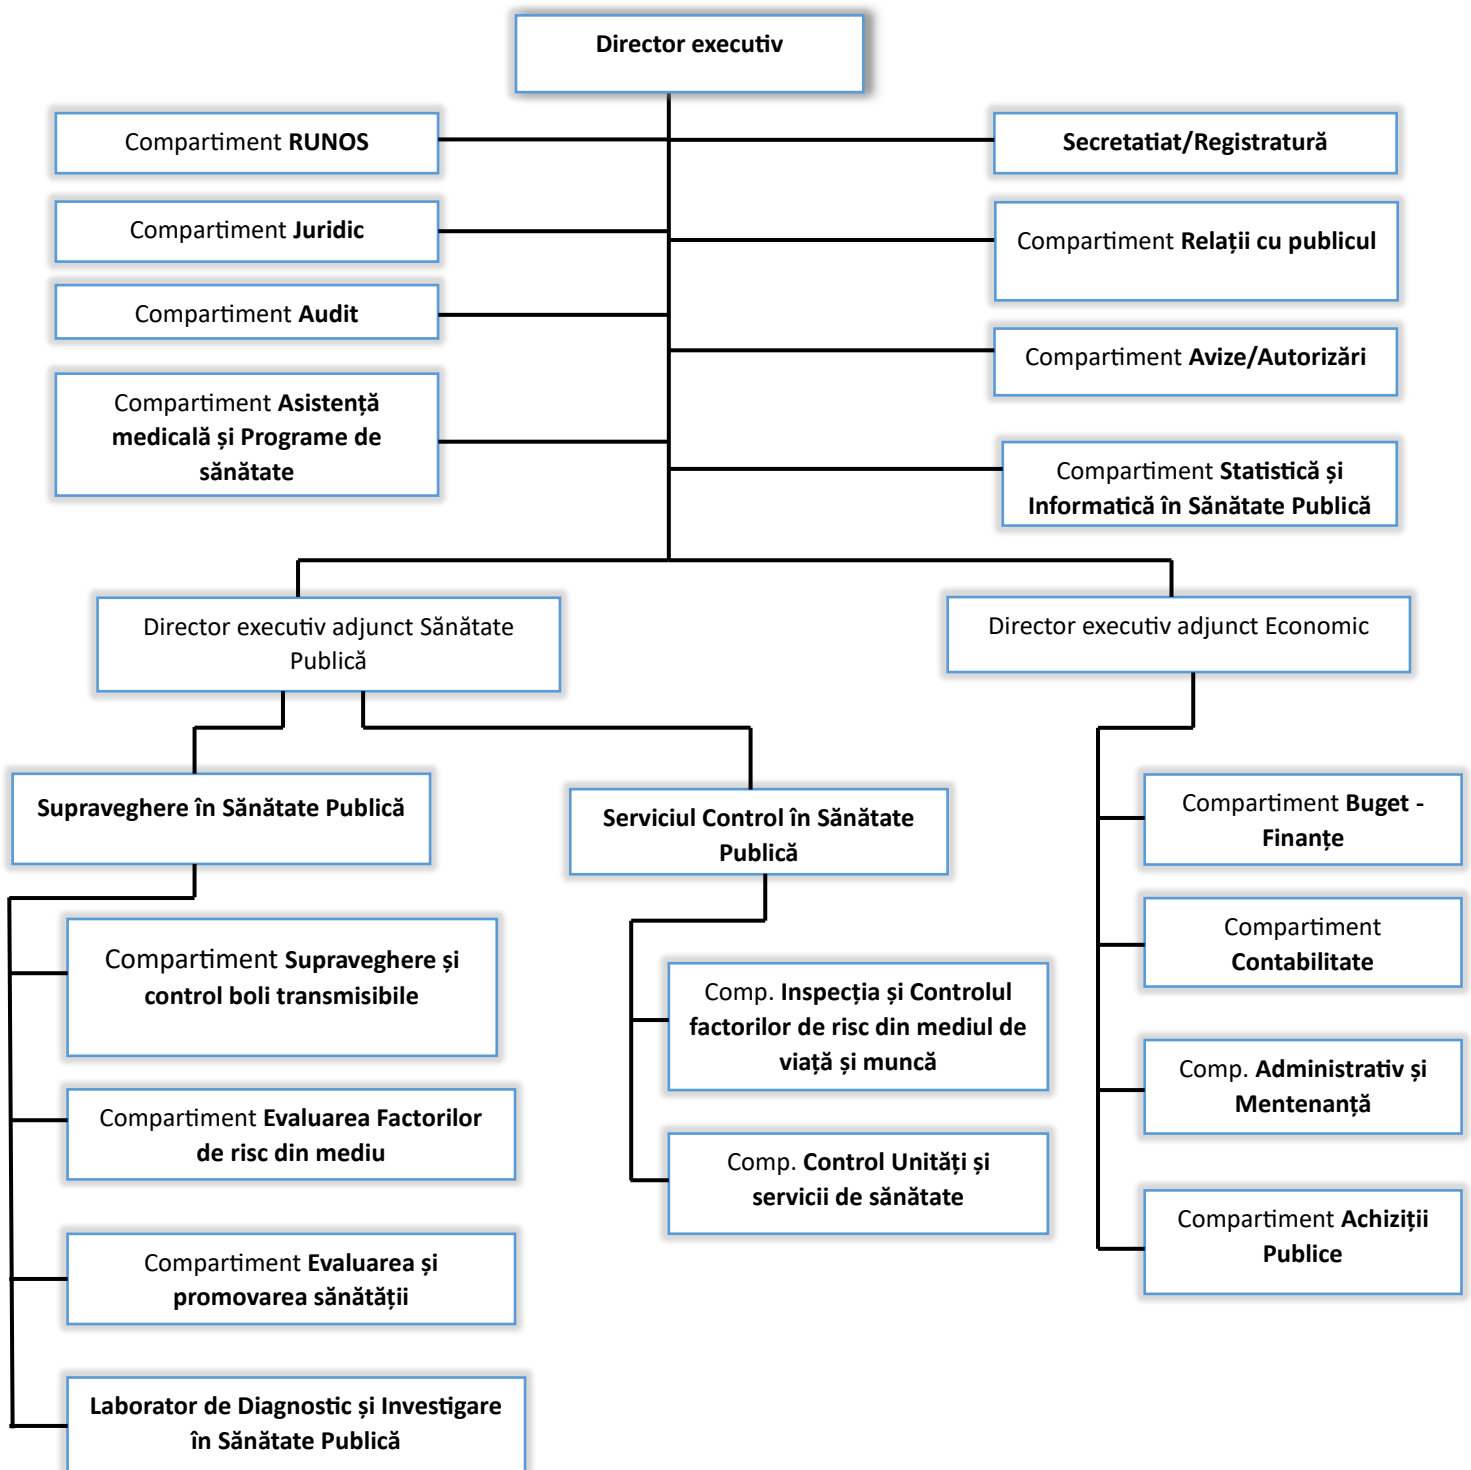 Director executiv
Compartiment RUNOS
Secretatiat/Registratură
Compartiment Juridic
Compartiment Relații cu publicul
Compartiment Audit
Compartiment Avize/Autorizări
Compartiment Asistență
medicală și Programe de
sănătate
Compartiment Statistică și
Informatică în Sănătate Publică
Director executiv adjunct Sănătate
Publică
Director executiv adjunct Economic
Supraveghere în Sănătate Publică
Serviciul Control în Sănătate
Publică
Compartiment Buget -
Finanțe
Compartiment Supraveghere și
control boli transmisibile
Compartiment
Contabilitate
Comp. Inspecția și Controlul
factorilor de risc din mediul de
viață și muncă
Comp. Administrativ și
Mentenanță
Compartiment Evaluarea Factorilor
de risc din mediu
Comp. Control Unități și
servicii de sănătate
Compartiment Achiziții
Publice
Compartiment Evaluarea și
promovarea sănătății
Laborator de Diagnostic și Investigare
în Sănătate Publică